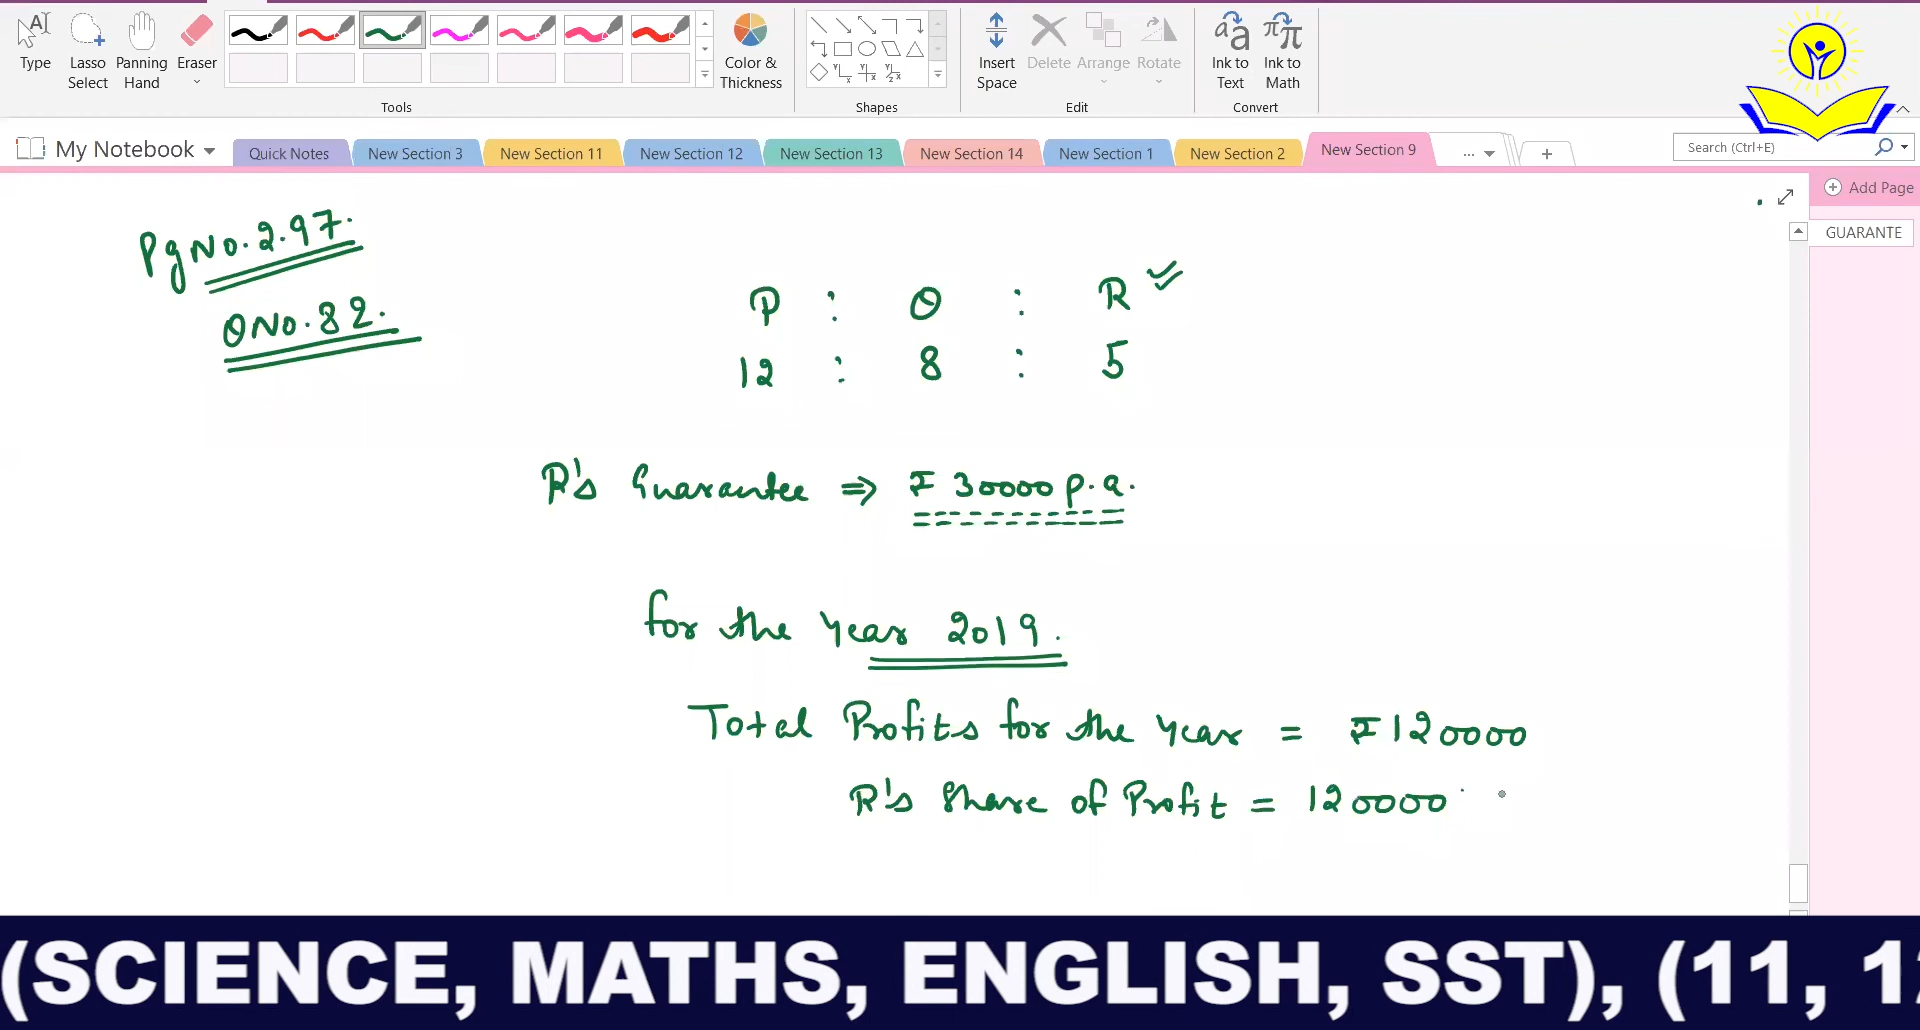 Type
Lasso Select
Panning Hand
Eraser
Color & Thickness
Insert Space
Delete
Arrange
Rotate
Ink to Text
Ink to Math
Tools
Shapes
Edit
Convert
My Notebook
Quick Notes
New Section 3
New Section 11
New Section 12
New Section 13
New Section 14
New Section 1
New Section 2
New Section 9
...
Search (Ctrl+E)
Add Page
GUARANTE
Pg No. 2.97.
QNo. 82.
P : Q : R
12 : 8 : 5
R's Guarantee ⇒ ₹ 30000 p.a.
for the year 2019.
Total Profits for the year = ₹ 120000
R's Share of Profit = 120000
(SCIENCE, MATHS, ENGLISH, SST), (11, 1